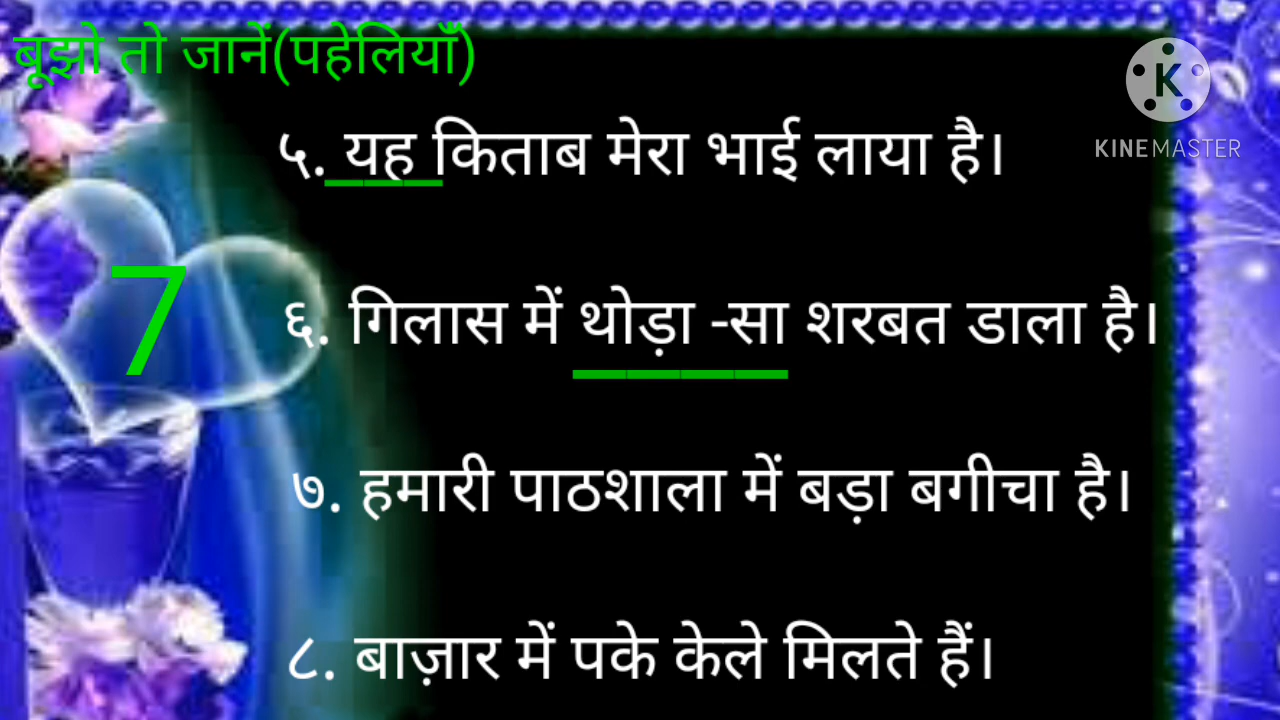 बूझो तो जानें(पहेलियाँ)
K
KINEMASTER
५. यह किताब मेरा भाई लाया है।
7
६. गिलास में थोड़ा -सा शरबत डाला है।
७. हमारी पाठशाला में बड़ा बगीचा है।
८. बाज़ार में पके केले मिलते हैं।